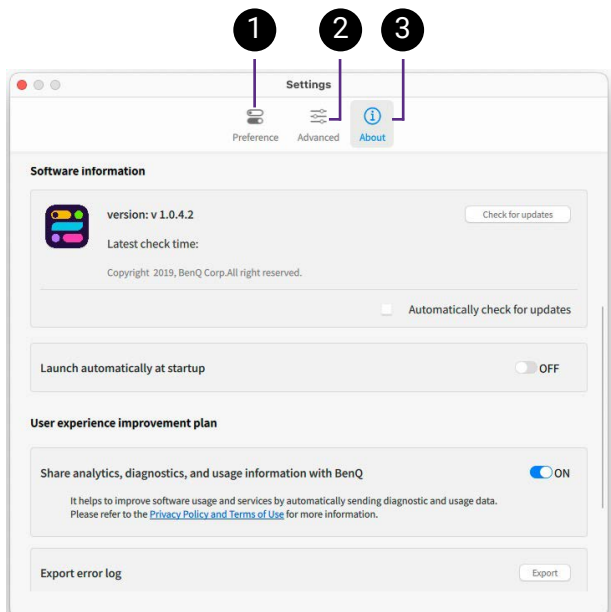 1 2 3
Settings
Preference Advanced About
Software information
version: v 1.0.4.2
Check for updates
Latest check time:
Copyright 2019, BenQ Corp.All right reserved.
Automatically check for updates
Launch automatically at startup OFF
User experience improvement plan
Share analytics, diagnostics, and usage information with BenQ ON
It helps to improve software usage and services by automatically sending diagnostic and usage data.
Please refer to the Privacy Policy and Terms of Use for more information.
Export error log Export